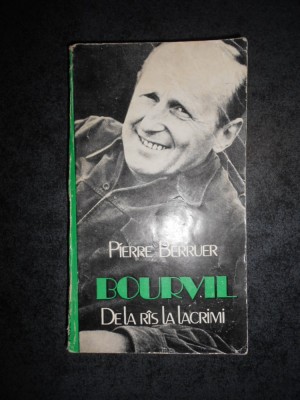 PIERRE BERRUER
BOURVIL
DE LA RÎS LA LACRIMI